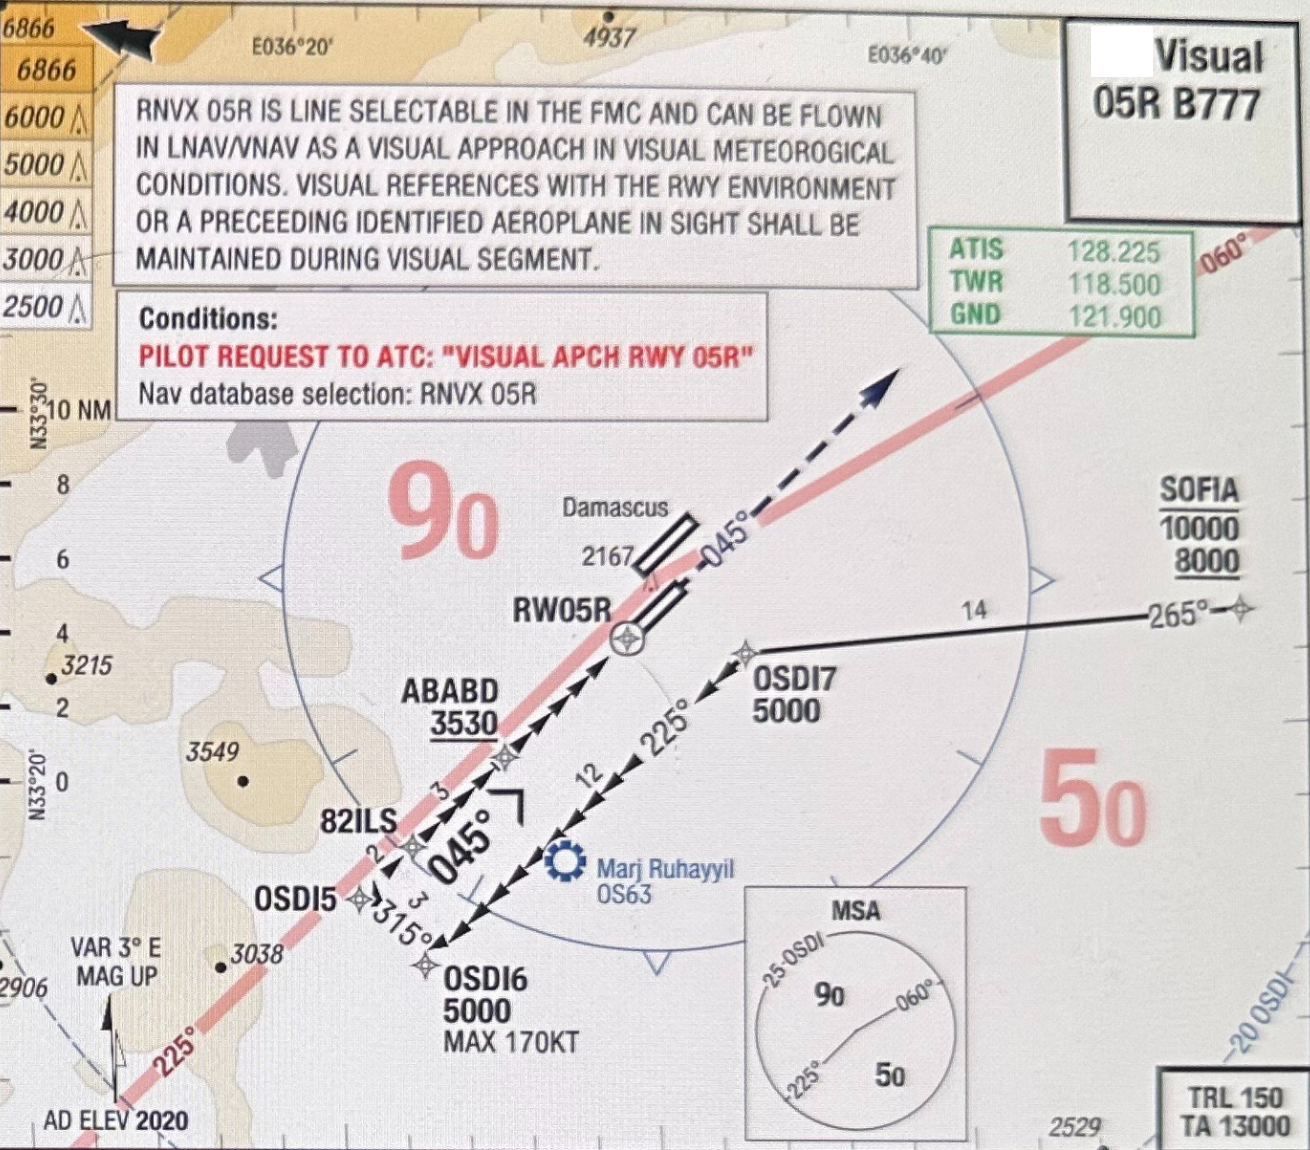 6866
6866
6000
5000
4000
3000
2500
E036°20'
4937
E036°40'
Visual
05R B777
RNVX 05R IS LINE SELECTABLE IN THE FMC AND CAN BE FLOWN
IN LNAV/VNAV AS A VISUAL APPROACH IN VISUAL METEOROGICAL
CONDITIONS. VISUAL REFERENCES WITH THE RWY ENVIRONMENT
OR A PRECEEDING IDENTIFIED AEROPLANE IN SIGHT SHALL BE
MAINTAINED DURING VISUAL SEGMENT.
ATIS 128.225
TWR 118.500
GND 121.900
060°
Conditions:
PILOT REQUEST TO ATC: "VISUAL APCH RWY 05R"
Nav database selection: RNVX 05R
N33°30'
10 NM
8
6
4
2
0
N33°20'
90
Damascus
2167
045°
RW05R
SOFIA
10000
8000
14
265°
OSDI7
5000
3215
ABABD
3530
225°
12
3549
3
82ILS
2
045°
50
OSDI5
3
315°
Marj Ruhayyil
OS63
3038
VAR 3° E
MAG UP
2906
OSDI6
5000
MAX 170KT
225°
AD ELEV 2020
MSA
25-OSDI
90
060°
225°
50
20 OSDI
TRL 150
TA 13000
2529